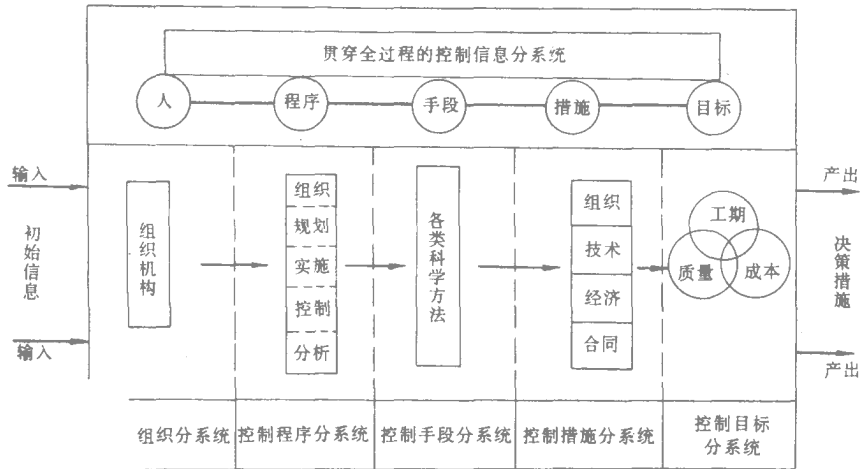 贯穿全过程的控制信息分系统
人
程序
手段
措施
目标
输入
初始信息
输入
组织机构
组织
规划
实施
控制
分析
各类科学方法
组织
技术
经济
合同
工期
质量
成本
产出
决策措施
产出
组织分系统
控制程序分系统
控制手段分系统
控制措施分系统
控制目标
分系统